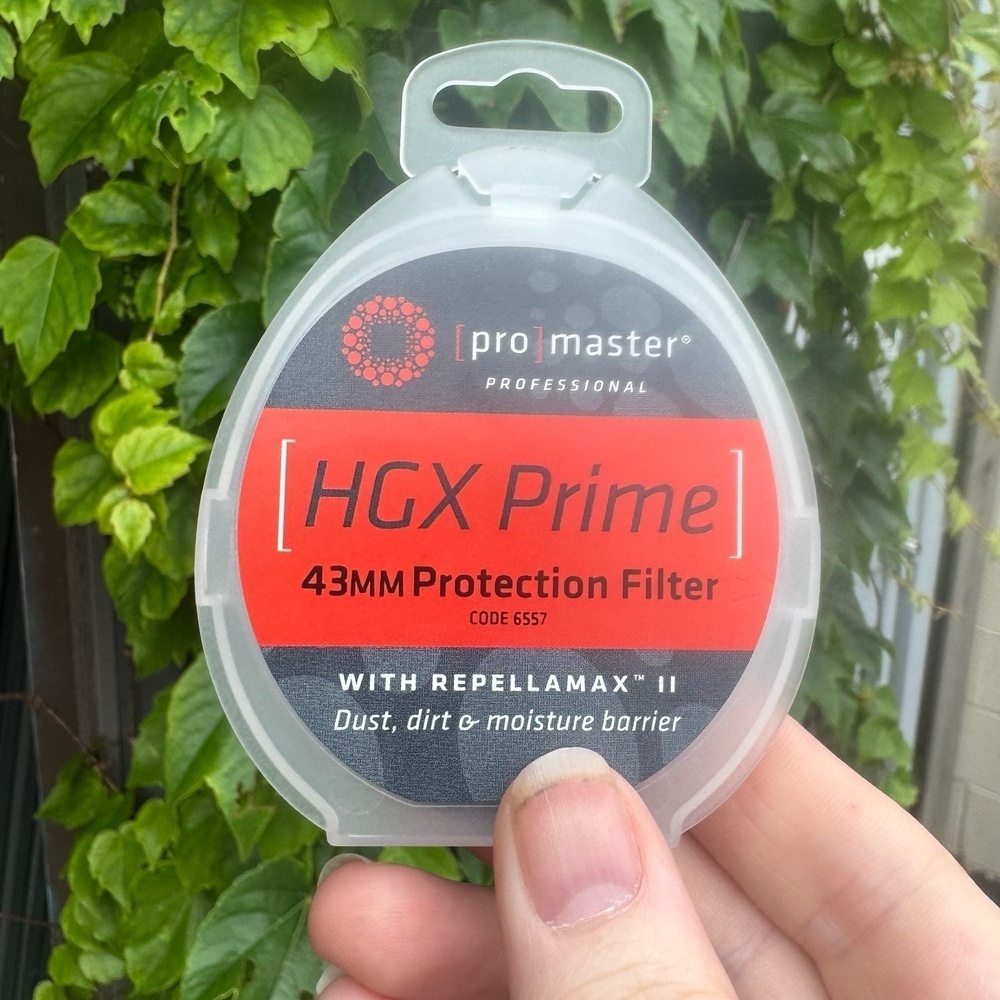 [pro]master®
PROFESSIONAL
[HGX Prime]
43MM Protection Filter
CODE 6557
WITH REPELLAMAX™ II
Dust, dirt & moisture barrier